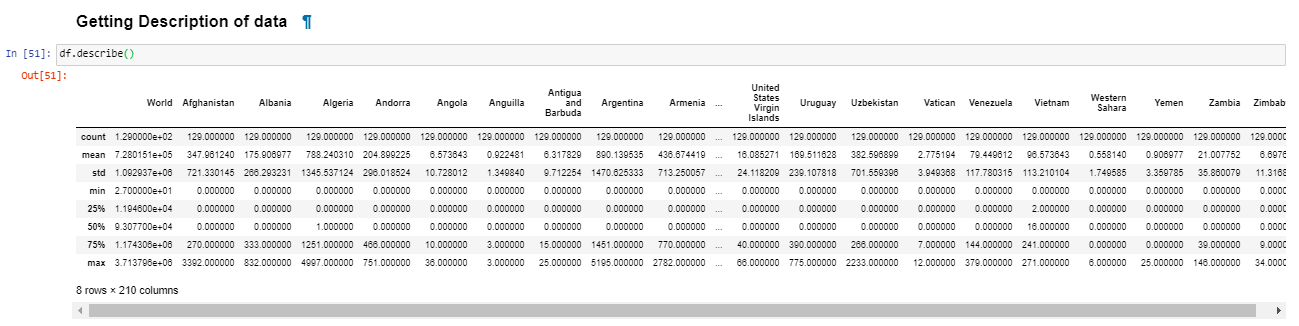 Getting Description of data ¶
In [51]: df.describe()
Out[51]:
World Afghanistan Albania Algeria Andorra Angola Anguilla Antigua and Barbuda Argentina Armenia ... United States Virgin Islands Uruguay Uzbekistan Vatican Venezuela Vietnam Western Sahara Yemen Zambia Zimbab
count 1.290000e+02 129.000000 129.000000 129.000000 129.000000 129.000000 129.000000 129.000000 129.000000 129.000000 ... 129.000000 129.000000 129.000000 129.000000 129.000000 129.000000 129.000000 129.000000 129.000000 129.000
mean 7.280151e+05 347.961240 175.906977 788.240310 204.899225 6.573643 0.922481 6.317829 890.139535 436.674419 ... 16.085271 169.511628 382.596899 2.775194 79.449612 96.573643 0.558140 0.906977 21.007752 6.6976
std 1.092937e+06 721.330145 266.293231 1345.537124 296.018524 10.728012 1.349840 9.712254 1470.625333 713.250057 ... 24.118209 239.107818 701.559396 3.949368 117.780315 113.210104 1.749585 3.359785 35.860079 11.3168
min 2.700000e+01 0.000000 0.000000 0.000000 0.000000 0.000000 0.000000 0.000000 0.000000 0.000000 ... 0.000000 0.000000 0.000000 0.000000 0.000000 0.000000 0.000000 0.000000 0.000000 0.000
25% 1.194600e+04 0.000000 0.000000 0.000000 0.000000 0.000000 0.000000 0.000000 0.000000 0.000000 ... 0.000000 0.000000 0.000000 0.000000 0.000000 2.000000 0.000000 0.000000 0.000000 0.000
50% 9.307700e+04 0.000000 0.000000 1.000000 0.000000 0.000000 0.000000 0.000000 0.000000 0.000000 ... 0.000000 0.000000 0.000000 0.000000 0.000000 16.000000 0.000000 0.000000 0.000000 0.000
75% 1.174306e+06 270.000000 333.000000 1251.000000 466.000000 10.000000 3.000000 15.000000 1451.000000 770.000000 ... 40.000000 390.000000 266.000000 7.000000 144.000000 241.000000 0.000000 0.000000 39.000000 9.000
max 3.713796e+06 3392.000000 832.000000 4997.000000 751.000000 36.000000 3.000000 25.000000 5195.000000 2782.000000 ... 66.000000 775.000000 2233.000000 12.000000 379.000000 271.000000 6.000000 25.000000 146.000000 34.000
8 rows × 210 columns